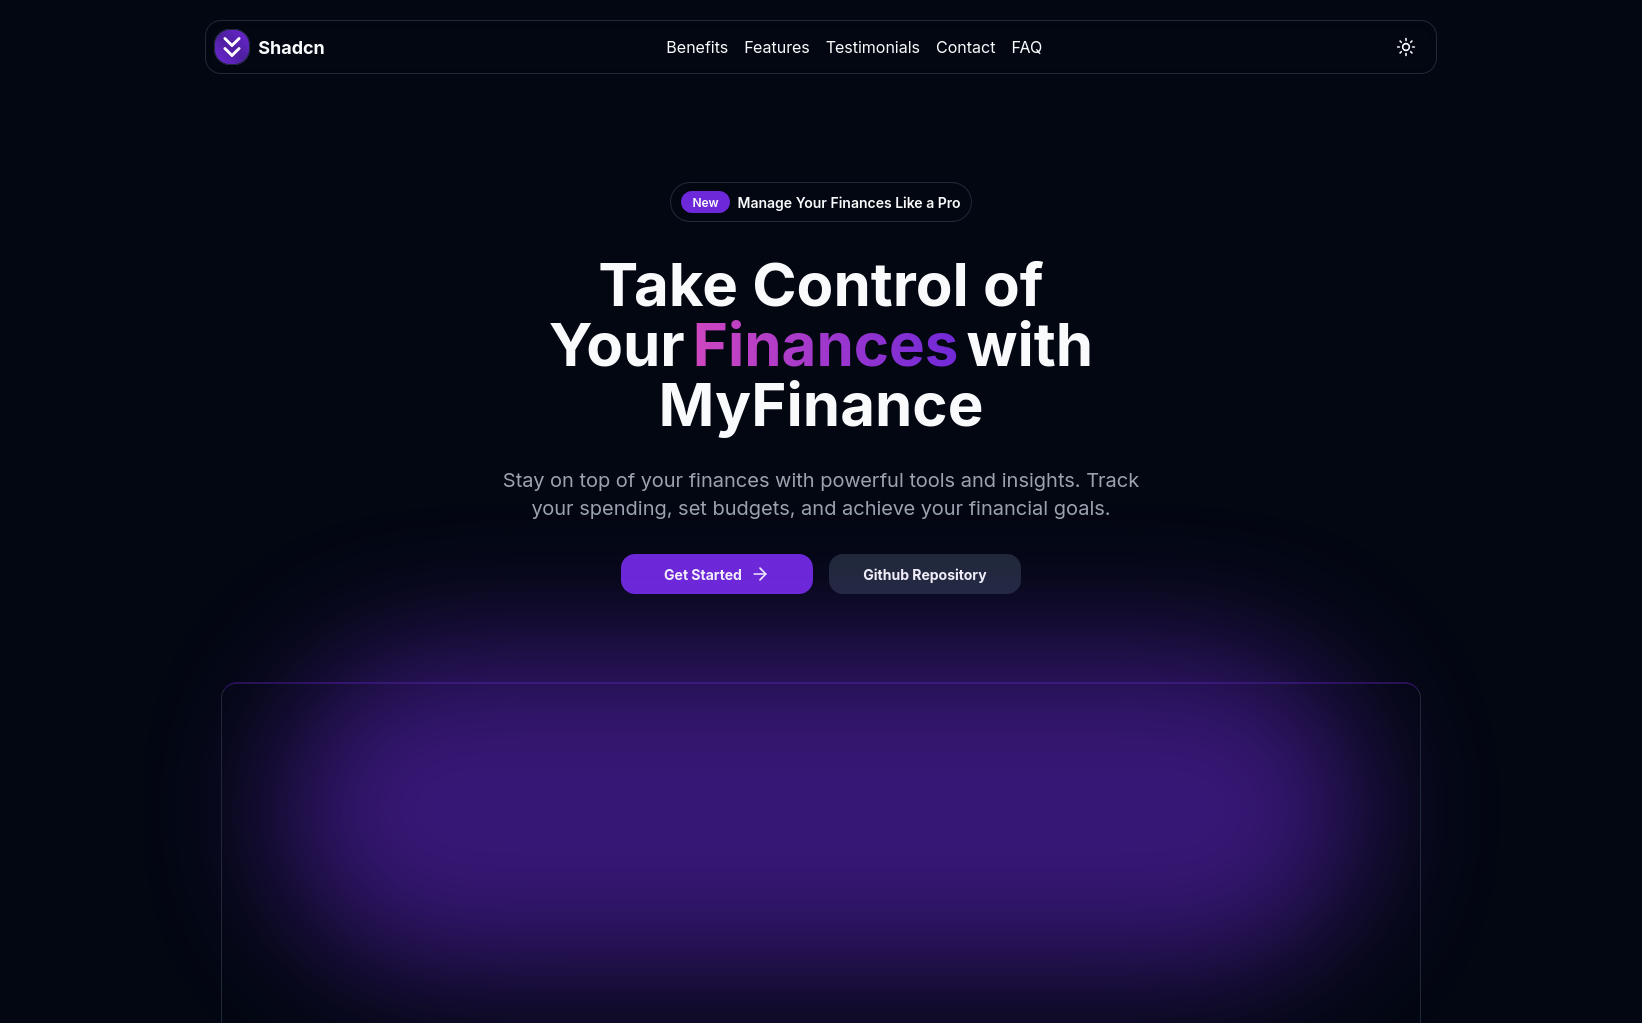 Shadcn
Benefits Features Testimonials Contact FAQ
New Manage Your Finances Like a Pro
Take Control of
Your Finances with
MyFinance
Stay on top of your finances with powerful tools and insights. Track
your spending, set budgets, and achieve your financial goals.
Get Started
Github Repository